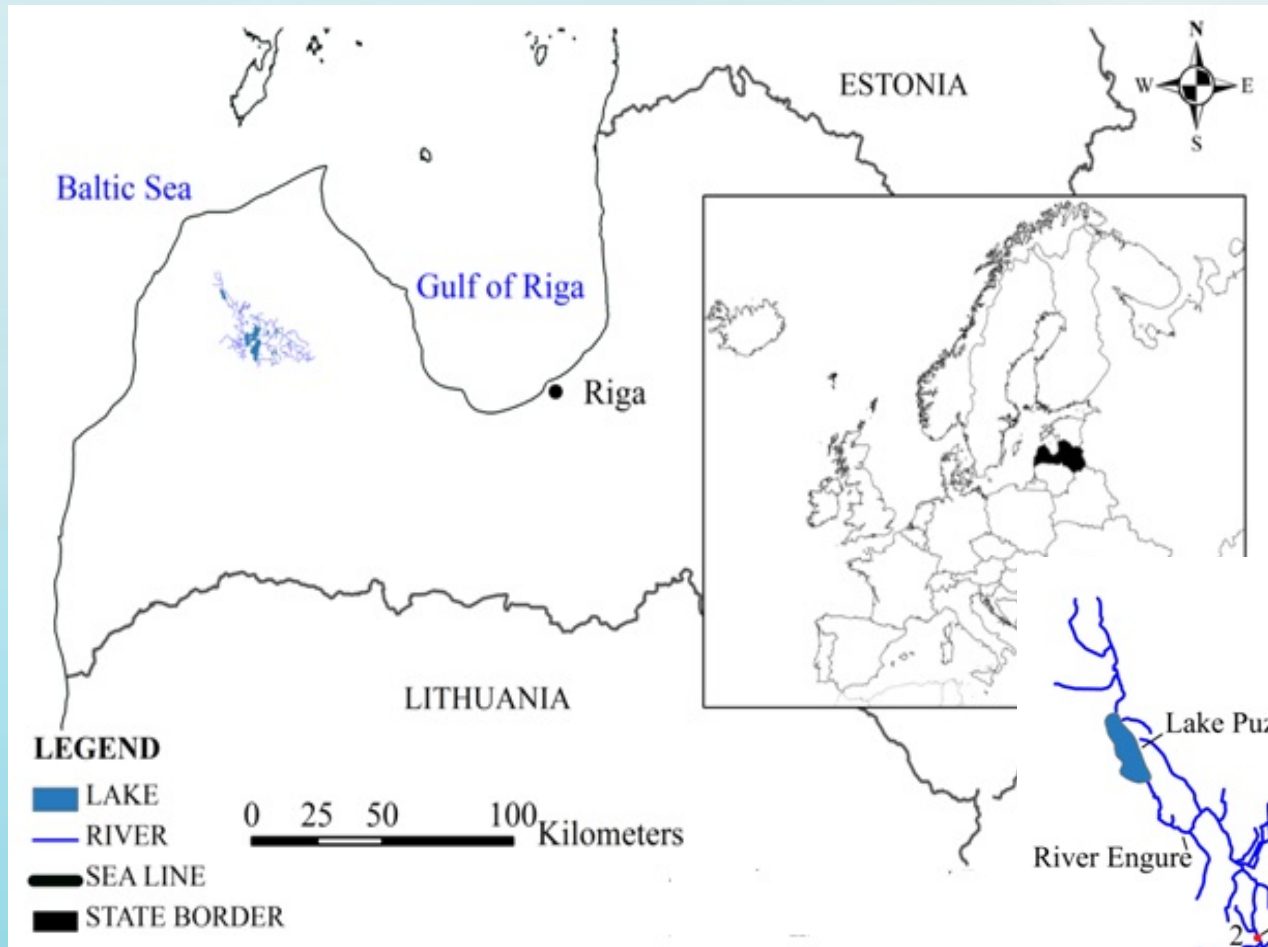 N
W E
S
ESTONIA
Baltic Sea
Gulf of Riga
Riga
LITHUANIA
LEGEND
LAKE
RIVER
SEA LINE
STATE BORDER
0 25 50 100 Kilometers
Lake Puz
River Engure
2